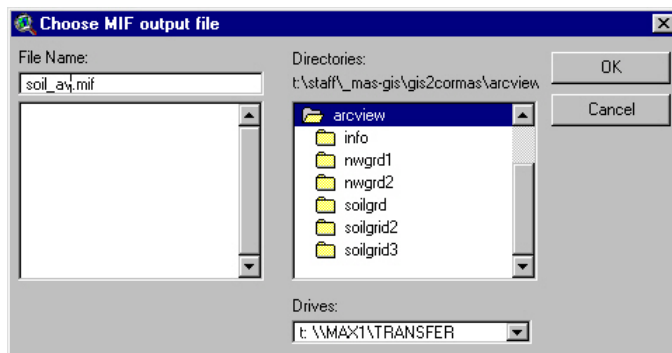 Choose MIF output file
File Name:
soil_av.mif
Directories:
t:\staff\_mas-gis\gis2cormas\arcview
arcview
info
nwgrd1
nwgrd2
soilgrd
soilgrid2
soilgrid3
Drives:
t: \\MAX1\TRANSFER
OK
Cancel